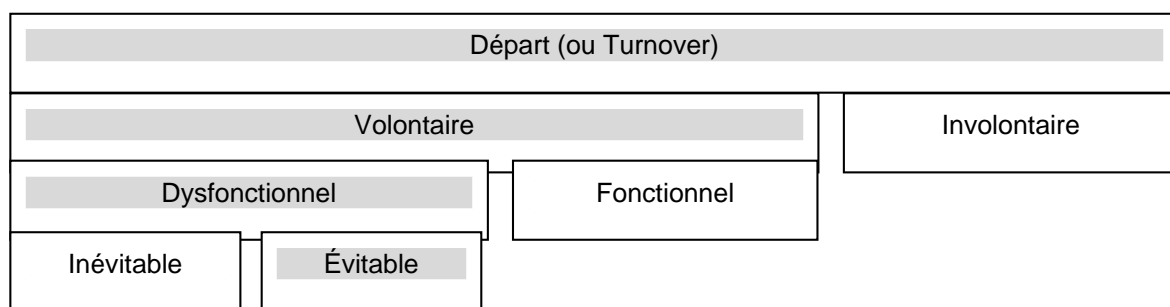 Départ (ou Turnover)
Volontaire
Involontaire
Dysfonctionnel
Fonctionnel
Inévitable
Évitable